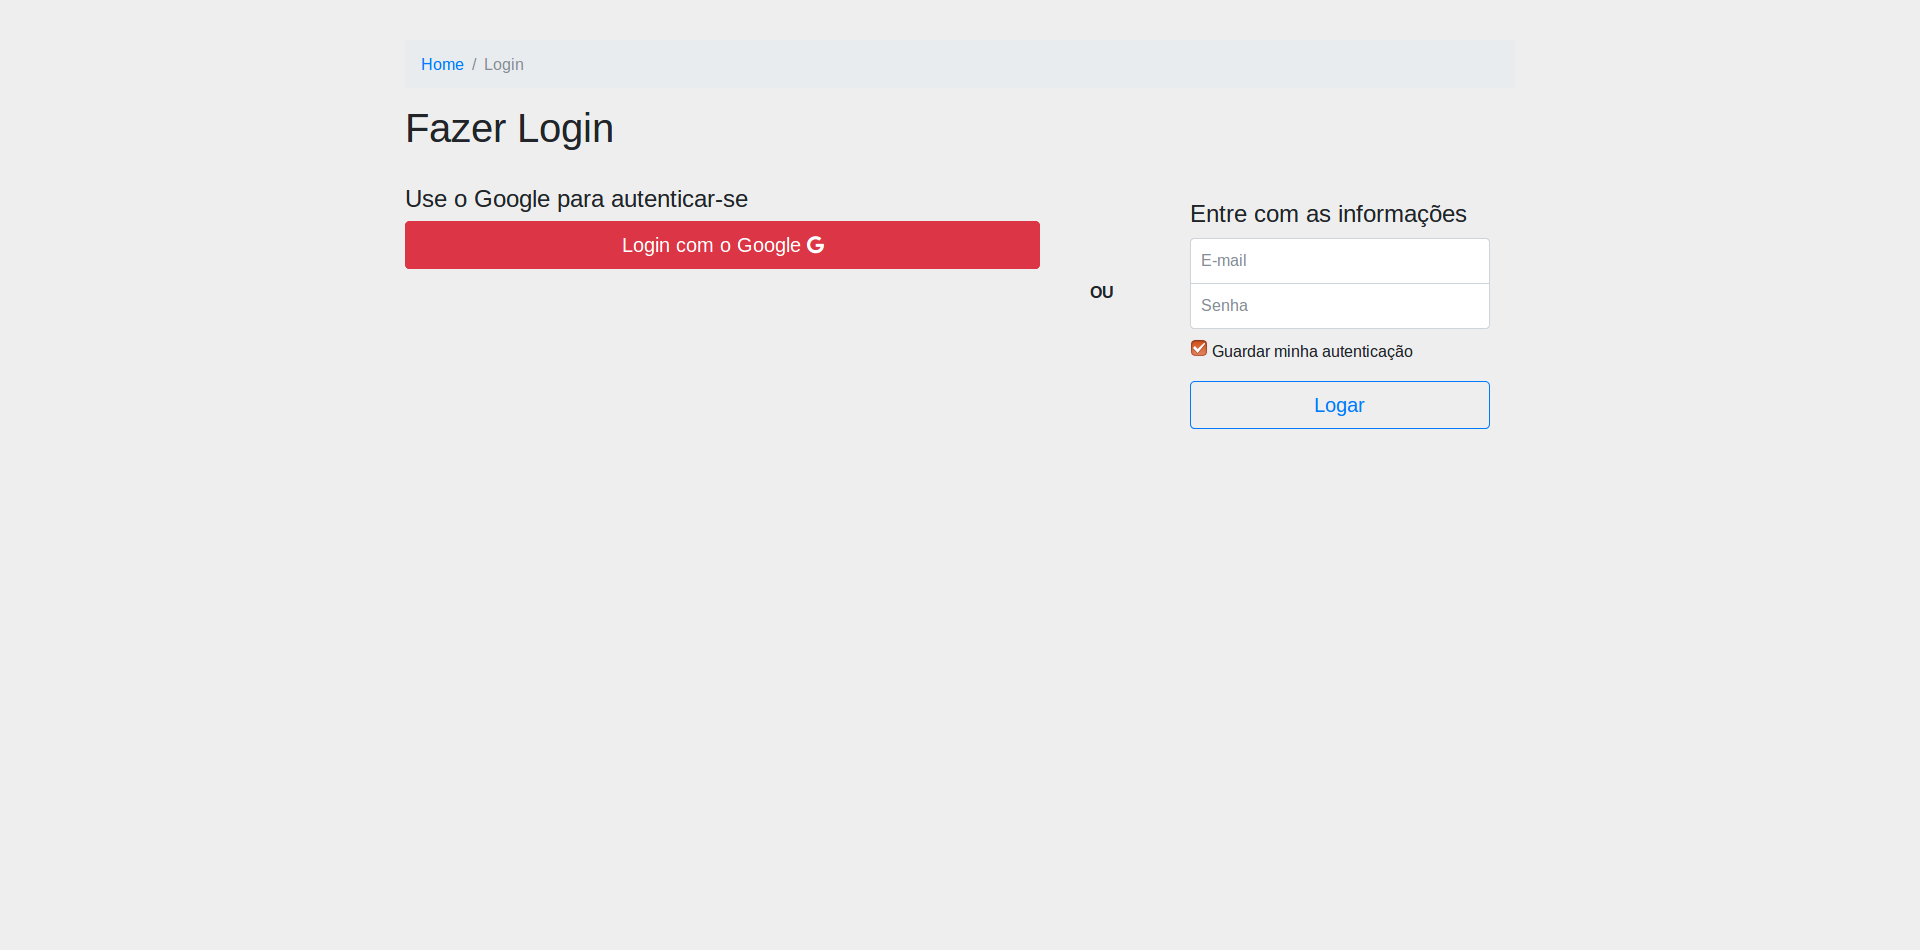 Home / Login
Fazer Login
Use o Google para autenticar-se
Login com o Google
OU
Entre com as informações
E-mail
Senha
Guardar minha autenticação
Logar